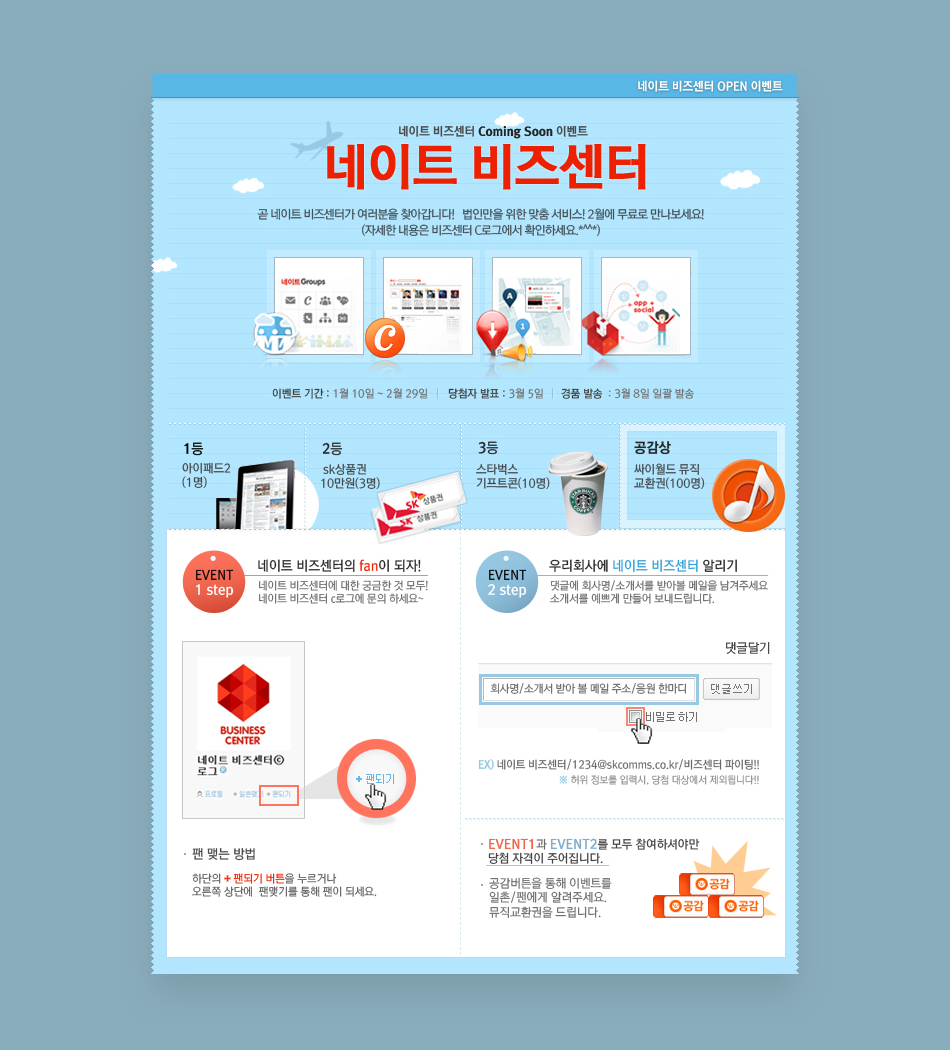 네이트 비즈센터 OPEN 이벤트
네이트 비즈센터 Coming Soon 이벤트
네이트 비즈센터
곧 네이트 비즈센터가 여러분을 찾아갑니다! 법인만을 위한 맞춤 서비스! 2월에 무료로 만나보세요!
(자세한 내용은 비즈센터 C로그에서 확인하세요.*^^*)
네이트Groups
A
1
app
social
이벤트 기간 : 1월 10일 ~ 2월 29일
당첨자 발표 : 3월 5일
경품 발송 : 3월 8일 일괄 발송
1등
아이패드2
(1명)
2등
sk상품권
10만원(3명)
SK 상품권
SK 상품권
3등
스타벅스
기프트콘(10명)
공감상
싸이월드 뮤직
교환권(100명)
EVENT
1 step
네이트 비즈센터의 fan이 되자!
네이트 비즈센터에 대한 궁금한 것 모두!
네이트 비즈센터 c로그에 문의 하세요~
BUSINESS
CENTER
네이트 비즈센터ⓒ
로그
프로필 + 일촌맺기 + 팬되기
+ 팬되기
· 팬 맺는 방법
하단의 + 팬되기 버튼을 누르거나
오른쪽 상단에 팬맺기를 통해 팬이 되세요.
EVENT
2 step
우리회사에 네이트 비즈센터 알리기
댓글에 회사명/소개서를 받아볼 메일을 남겨주세요
소개서를 예쁘게 만들어 보내드립니다.
댓글달기
회사명/소개서 받아 볼 메일 주소/응원 한마디
댓글쓰기
비밀로 하기
EX) 네이트 비즈센터/1234@skcomms.co.kr/비즈센터 파이팅!!
※ 허위 정보를 입력시, 당첨 대상에서 제외됩니다!!
· EVENT1과 EVENT2를 모두 참여하셔야만
당첨 자격이 주어집니다.
· 공감버튼을 통해 이벤트를
일촌/팬에게 알려주세요.
뮤직교환권을 드립니다.
공감
공감
공감